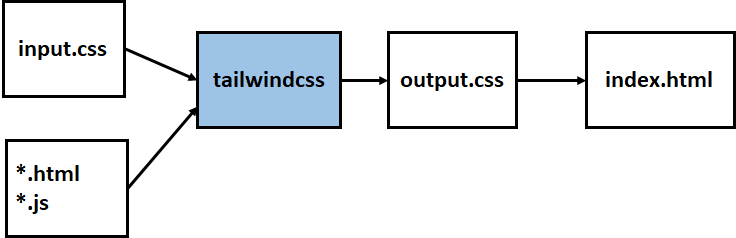 input.css
tailwindcss
output.css
index.html
*.html
*.js